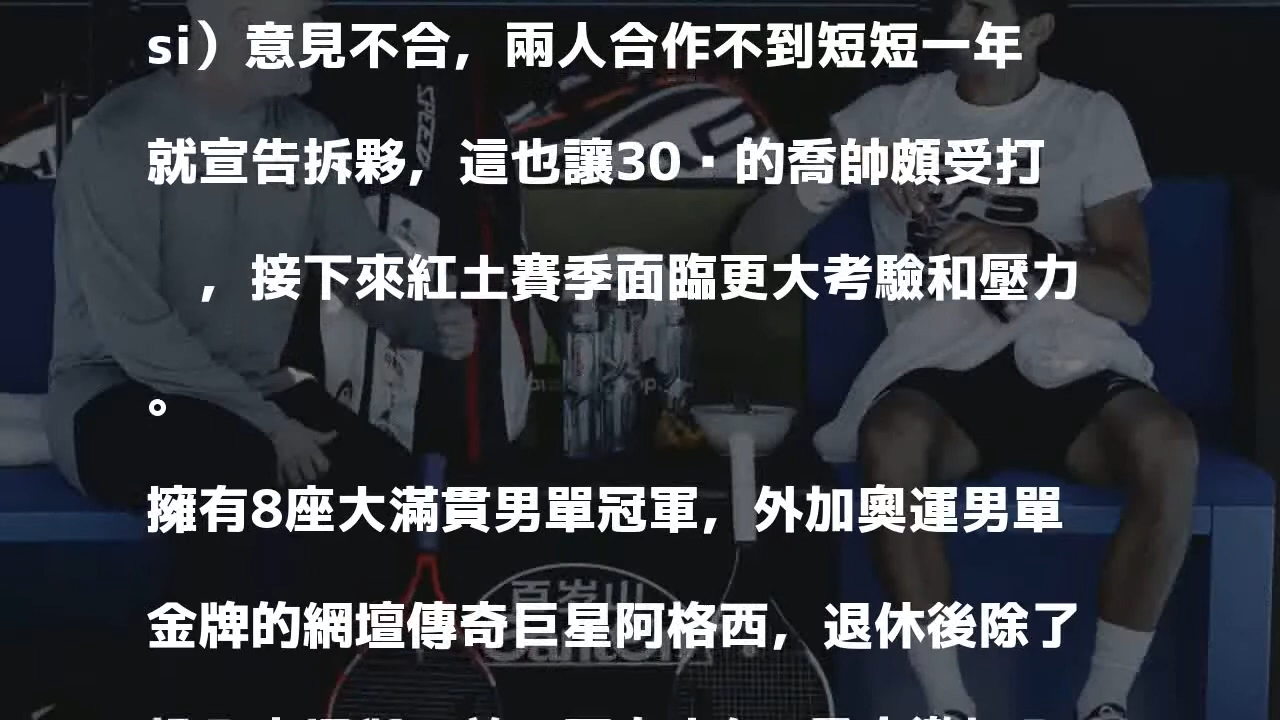 si）意見不合，兩人合作不到短短一年
就宣告拆夥，這也讓30·的喬帥頗受打
，接下來紅土賽季面臨更大考驗和壓力
。
擁有8座大滿貫男單冠軍，外加奧運男單
金牌的網壇傳奇巨星阿格西，退休後除了
SPEED
百岁山